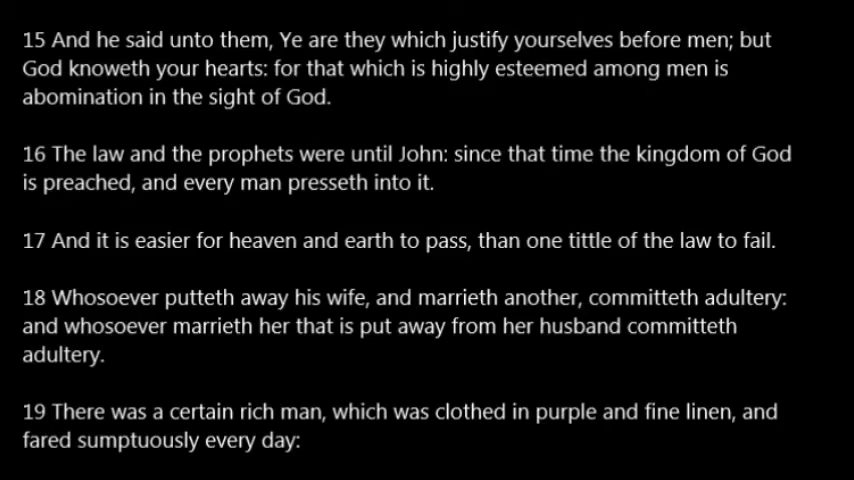 15 And he said unto them, Ye are they which justify yourselves before men; but
God knoweth your hearts: for that which is highly esteemed among men is
abomination in the sight of God.
16 The law and the prophets were until John: since that time the kingdom of God
is preached, and every man presseth into it.
17 And it is easier for heaven and earth to pass, than one tittle of the law to fail.
18 Whosoever putteth away his wife, and marrieth another, committeth adultery:
and whosoever marrieth her that is put away from her husband committeth
adultery.
19 There was a certain rich man, which was clothed in purple and fine linen, and
fared sumptuously every day: